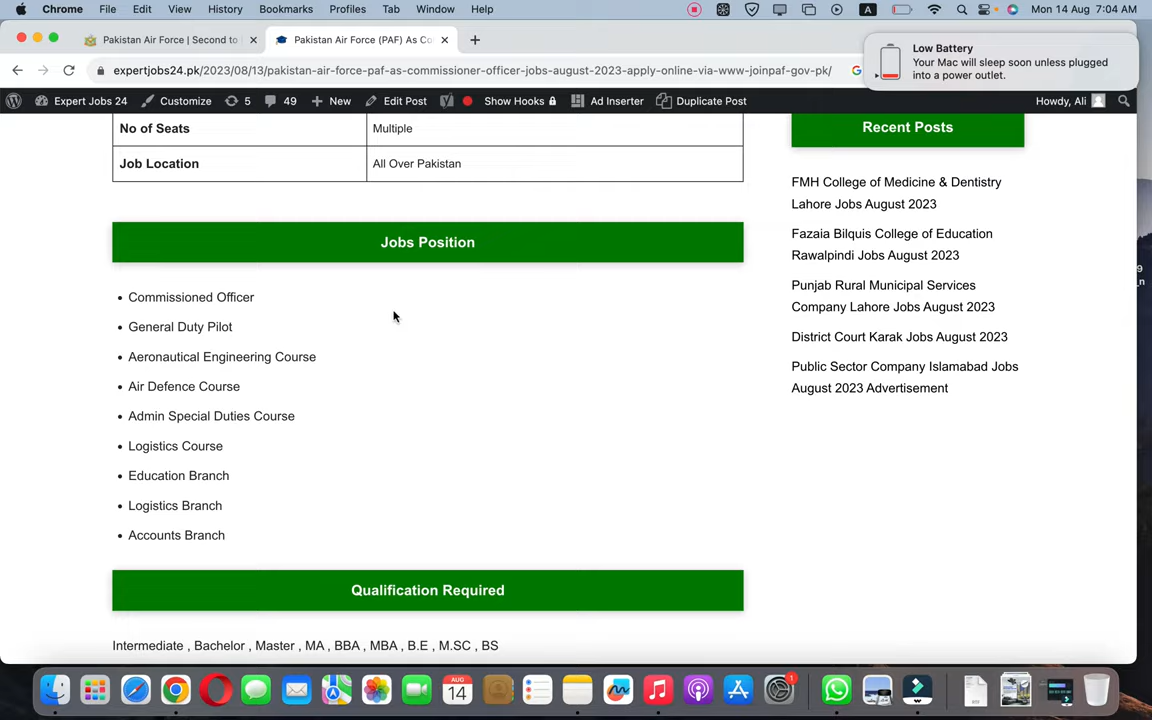 Chrome File Edit View History Bookmarks Profiles Tab Window Help A Mon 14 Aug 7:04 AM
Pakistan Air Force | Second to
Pakistan Air Force (PAF) As Co
Low Battery
Your Mac will sleep soon unless plugged
into a power outlet.
expertjobs24.pk/2023/08/13/pakistan-air-force-paf-as-commissioner-officer-jobs-august-2023-apply-online-via-www-joinpaf-gov-pk/
Expert Jobs 24 Customize 5 49 New Edit Post Show Hooks Ad Inserter Duplicate Post Howdy, Ali
No of Seats Multiple
Job Location All Over Pakistan
Jobs Position
Commissioned Officer
General Duty Pilot
Aeronautical Engineering Course
Air Defence Course
Admin Special Duties Course
Logistics Course
Education Branch
Logistics Branch
Accounts Branch
Qualification Required
Intermediate , Bachelor , Master , MA , BBA , MBA , B.E , M.SC , BS
Recent Posts
FMH College of Medicine & Dentistry
Lahore Jobs August 2023
Fazaia Bilquis College of Education
Rawalpindi Jobs August 2023
Punjab Rural Municipal Services
Company Lahore Jobs August 2023
District Court Karak Jobs August 2023
Public Sector Company Islamabad Jobs
August 2023 Advertisement
9
n
AUG
14
1